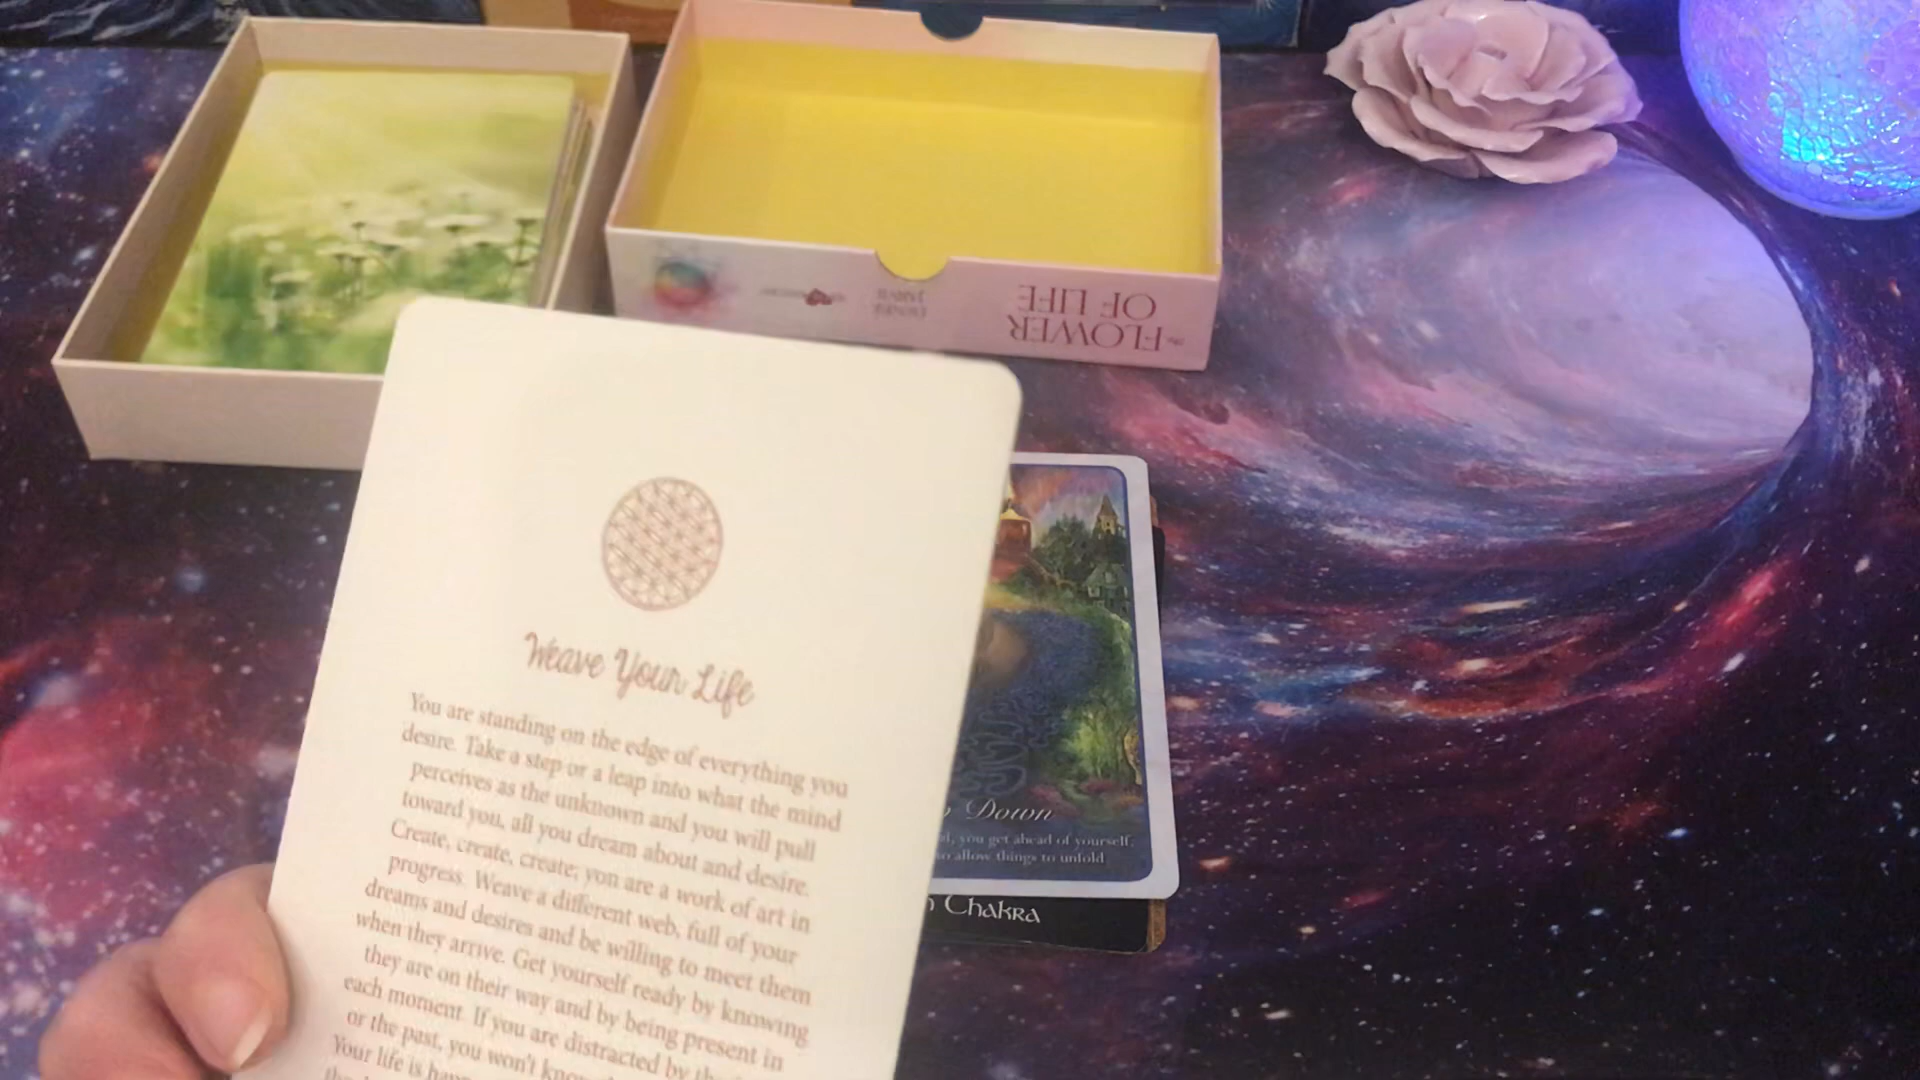 the FLOWER
OF LIFE
Weave Your Life
You are standing on the edge of everything you
desire. Take a step or a leap into what the mind
perceives as the unknown and you will pull
toward you, all you dream about and desire.
Create, create, create, you are a work of art in
progress. Weave a different web, full of your
dreams and desires and be willing to meet them
when they arrive. Get yourself ready by knowing
they are on their way and by being present in
each moment. If you are distracted by the
or the past, you won't
Your life is
Down
you get ahead of yourself.
to allow things to unfold
Chakra